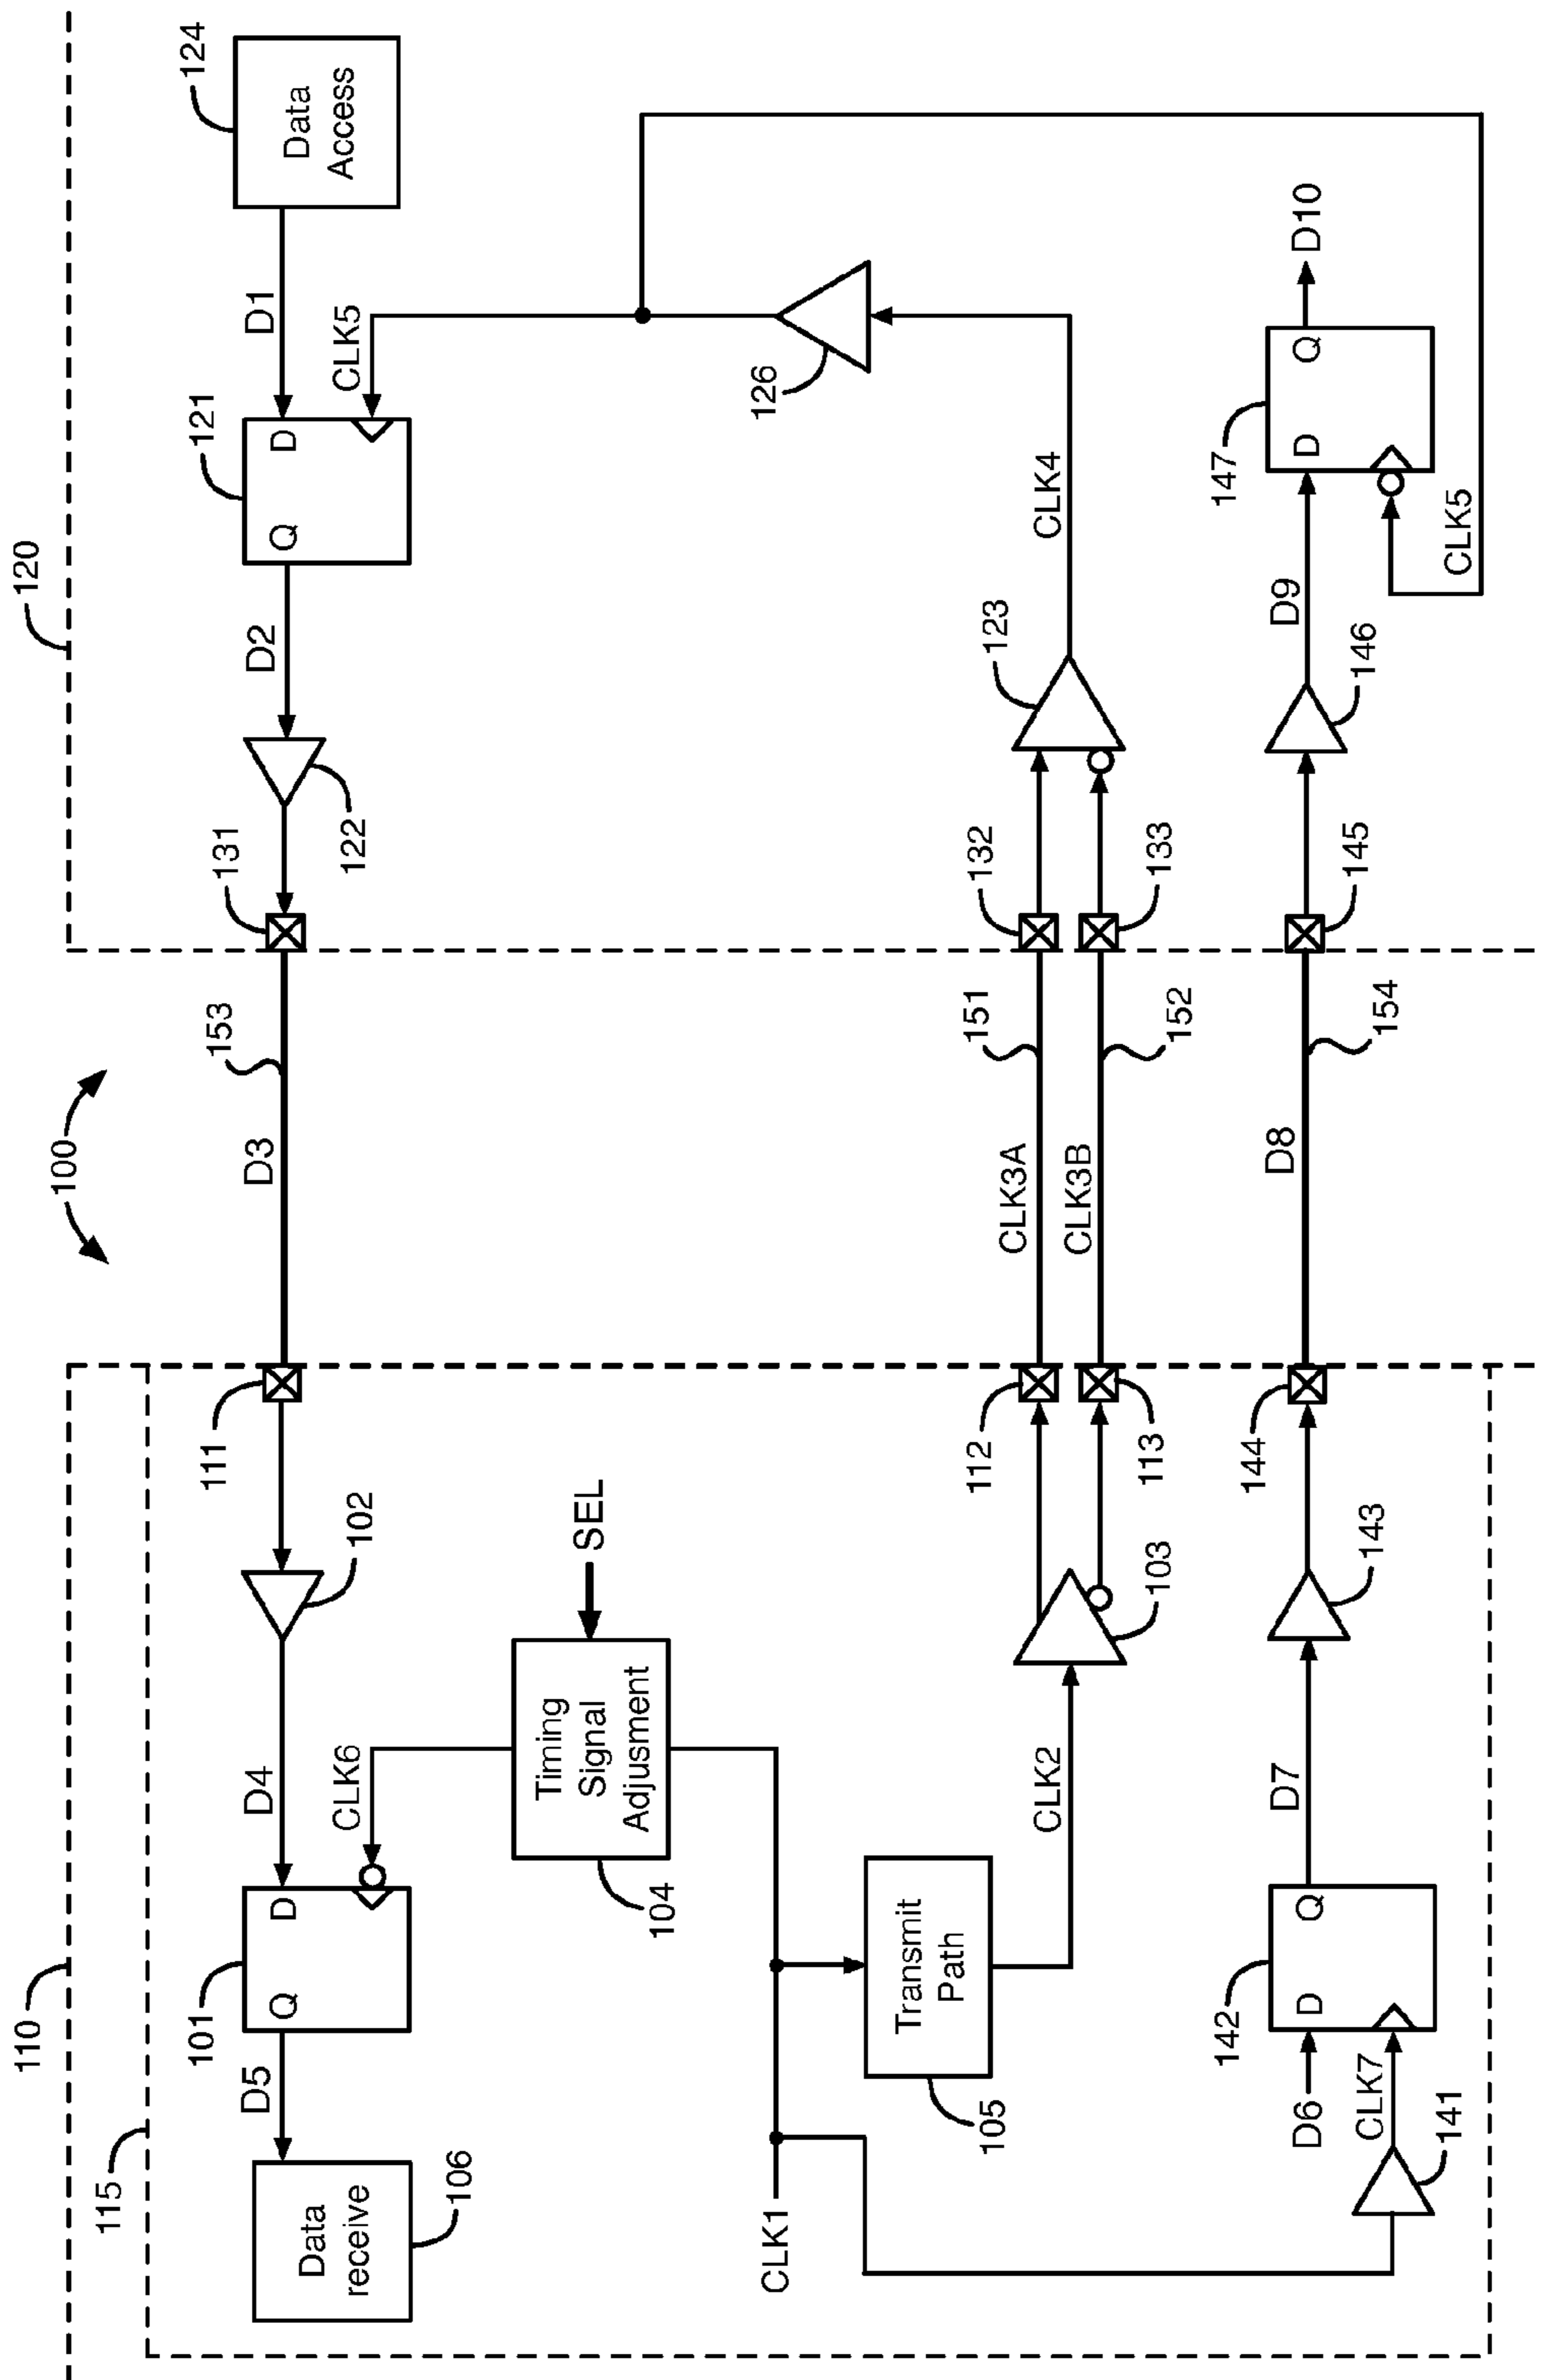 100
110
120
115
106
Data
receive
D5
101
Q
D
D4
102
111
153
D3
131
122
D2
121
Q
D
D1
124
Data
Access
CLK6
Timing
Signal
Adjusment
104
SEL
CLK5
126
CLK1
Transmit
Path
105
CLK2
103
112
113
CLK3A
151
CLK3B
152
132
133
123
CLK4
D6
CLK7
141
142
D
Q
D7
143
144
D8
154
145
146
D9
147
D
Q
D10
CLK5